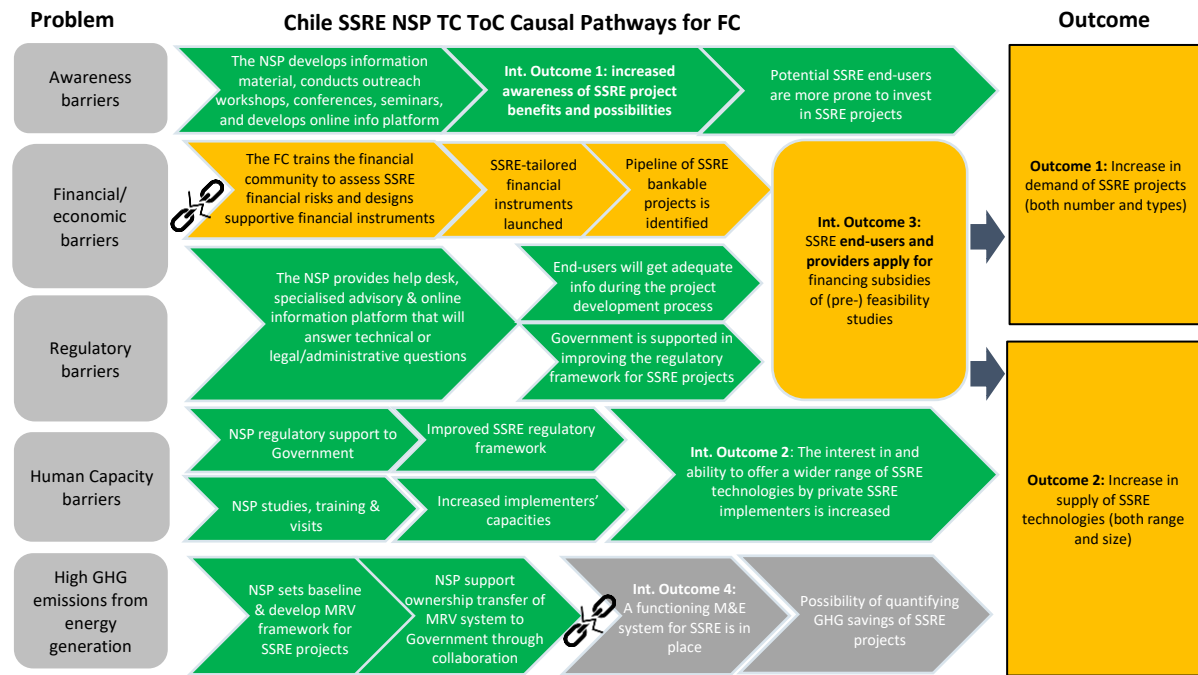 Problem
Chile SSRE NSP TC ToC Causal Pathways for FC
Outcome
Awareness
barriers
The NSP develops information
material, conducts outreach
workshops, conferences, seminars,
and develops online info platform
Int. Outcome 1: increased
awareness of SSRE project
benefits and possibilities
Potential SSRE end-users
are more prone to invest
in SSRE projects
Financial/
economic
barriers
The FC trains the financial
community to assess SSRE
financial risks and designs
supportive financial instruments
SSRE-tailored
financial
instruments
launched
Pipeline of SSRE
bankable
projects is
identified
Int. Outcome 3:
SSRE end-users and
providers apply for
financing subsidies
of (pre-) feasibility
studies
Outcome 1: Increase in
demand of SSRE projects
(both number and types)
Regulatory
barriers
The NSP provides help desk,
specialised advisory & online
information platform that will
answer technical or
legal/administrative questions
End-users will get adequate
info during the project
development process
Government is supported in
improving the regulatory
framework for SSRE projects
Human Capacity
barriers
NSP regulatory support to
Government
Improved SSRE regulatory
framework
NSP studies, training &
visits
Increased implementers’
capacities
Int. Outcome 2: The interest in and
ability to offer a wider range of SSRE
technologies by private SSRE
implementers is increased
Outcome 2: Increase in
supply of SSRE
technologies (both range
and size)
High GHG
emissions from
energy
generation
NSP sets baseline
& develop MRV
framework for
SSRE projects
NSP support
ownership transfer of
MRV system to
Government through
collaboration
Int. Outcome 4:
A functioning M&E
system for SSRE is in
place
Possibility of quantifying
GHG savings of SSRE
projects